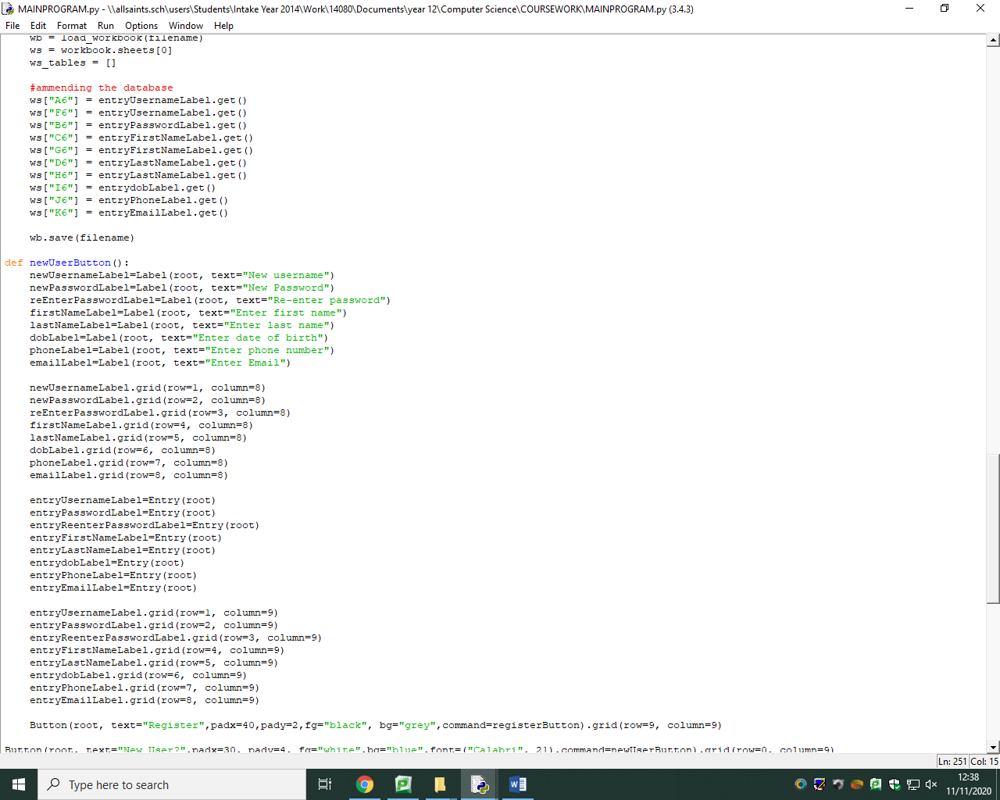 MAINPROGRAM.py - \\allsaints.sch\users\Students\Intake Year 2014\Work\14080\Documents\year 12\Computer Science\COURSEWORK\MAINPROGRAM.py (3.4.3)
File Edit Format Run Options Window Help
wb = load_workbook(filename)
ws = workbook.sheets[0]
ws_tables = []
#ammending the database
ws["A6"] = entryUsernameLabel.get()
ws["F6"] = entryUsernameLabel.get()
ws["B6"] = entryPasswordLabel.get()
ws["C6"] = entryFirstNameLabel.get()
ws["G6"] = entryFirstNameLabel.get()
ws["D6"] = entryLastNameLabel.get()
ws["H6"] = entryLastNameLabel.get()
ws["I6"] = entrydobLabel.get()
ws["J6"] = entryPhoneLabel.get()
ws["K6"] = entryEmailLabel.get()
wb.save(filename)
def newUserButton():
newUsernameLabel=Label(root, text="New username")
newPasswordLabel=Label(root, text="New Password")
reEnterPasswordLabel=Label(root, text="Re-enter password")
firstNameLabel=Label(root, text="Enter first name")
lastNameLabel=Label(root, text="Enter last name")
dobLabel=Label(root, text="Enter date of birth")
phoneLabel=Label(root, text="Enter phone number")
emailLabel=Label(root, text="Enter Email")
newUsernameLabel.grid(row=1, column=8)
newPasswordLabel.grid(row=2, column=8)
reEnterPasswordLabel.grid(row=3, column=8)
firstNameLabel.grid(row=4, column=8)
lastNameLabel.grid(row=5, column=8)
dobLabel.grid(row=6, column=8)
phoneLabel.grid(row=7, column=8)
emailLabel.grid(row=8, column=8)
entryUsernameLabel=Entry(root)
entryPasswordLabel=Entry(root)
entryReenterPasswordLabel=Entry(root)
entryFirstNameLabel=Entry(root)
entryLastNameLabel=Entry(root)
entrydobLabel=Entry(root)
entryPhoneLabel=Entry(root)
entryEmailLabel=Entry(root)
entryUsernameLabel.grid(row=1, column=9)
entryPasswordLabel.grid(row=2, column=9)
entryReenterPasswordLabel.grid(row=3, column=9)
entryFirstNameLabel.grid(row=4, column=9)
entryLastNameLabel.grid(row=5, column=9)
entrydobLabel.grid(row=6, column=9)
entryPhoneLabel.grid(row=7, column=9)
entryEmailLabel.grid(row=8, column=9)
Button(root, text="Register",padx=40,pady=2,fg="black", bg="grey",command=registerButton).grid(row=9, column=9)
Button(root, text="New User?",padx=30, pady=4, fg="white",bg="blue",font=("Calabri", 21),command=newUserButton).grid(row=0, column=9)
Ln: 251 Col: 15
Type here to search
12:38
11/11/2020